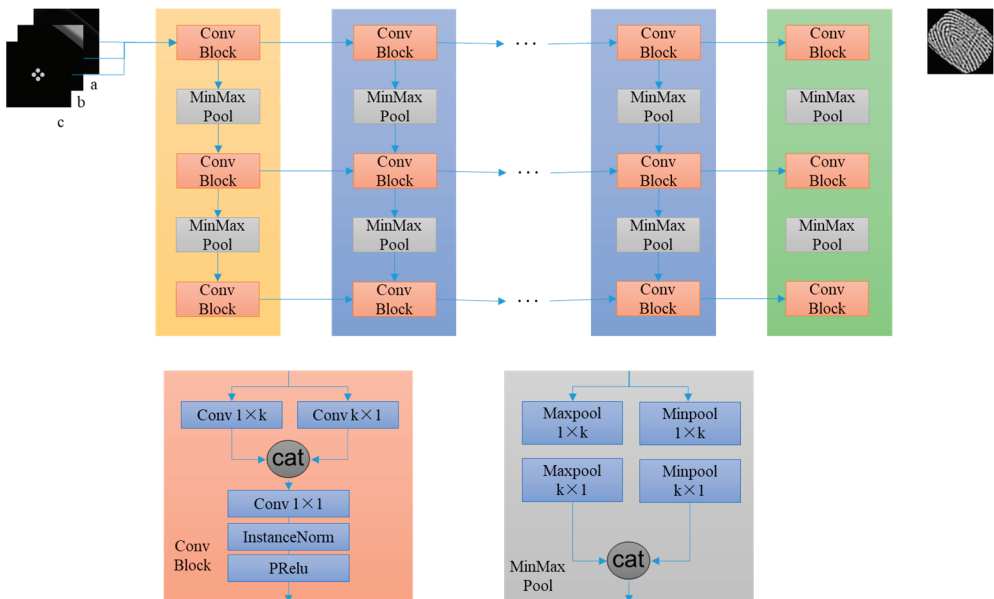 a
b
c
Conv
Block
MinMax
Pool
Conv
Block
MinMax
Pool
Conv
Block
Conv
Block
MinMax
Pool
Conv
Block
MinMax
Pool
Conv
Block
...
...
...
Conv
Block
MinMax
Pool
Conv
Block
MinMax
Pool
Conv
Block
Conv
Block
MinMax
Pool
Conv
Block
MinMax
Pool
Conv
Block
Conv 1×k
Conv k×1
cat
Conv 1×1
InstanceNorm
PRelu
Conv
Block
Maxpool
1×k
Minpool
1×k
Maxpool
k×1
Minpool
k×1
cat
MinMax
Pool